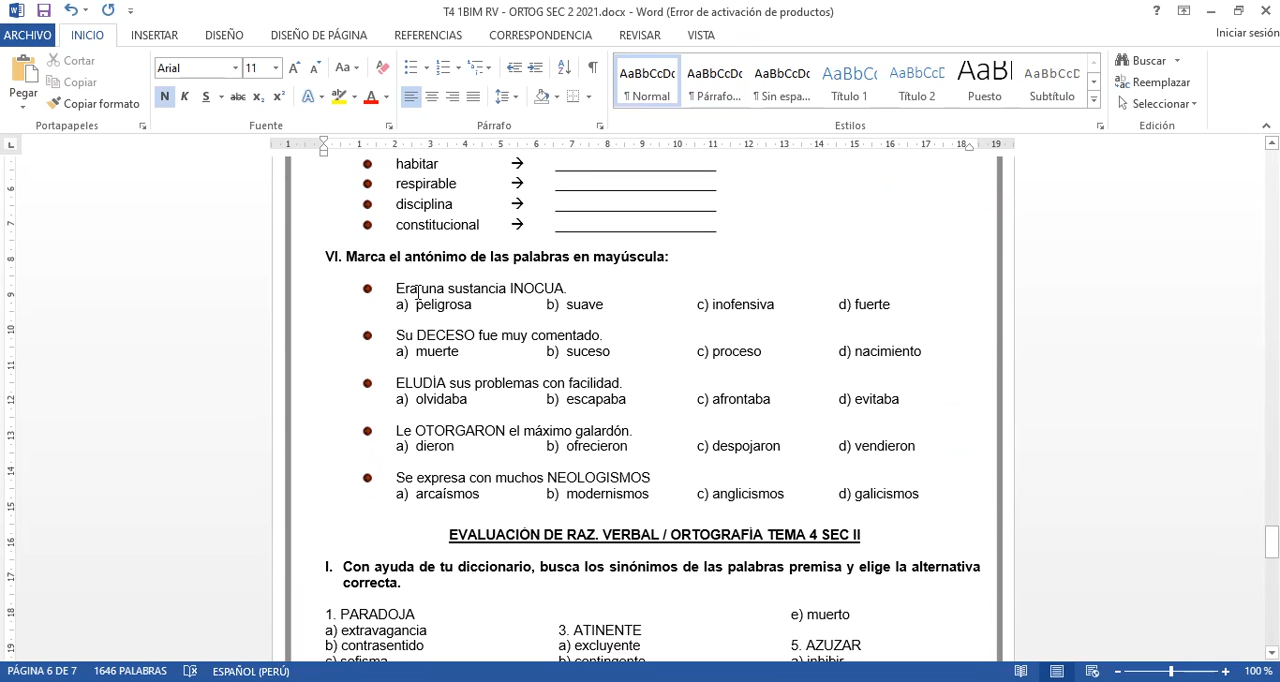 T4 1BIM RV - ORTOG SEC 2 2021.docx - Word (Error de activación de productos)
ARCHIVO INICIO INSERTAR DISEÑO DISEÑO DE PÁGINA REFERENCIAS CORRESPONDENCIA REVISAR VISTA Iniciar sesión
Pegar
Cortar
Copiar
Copiar formato
Portapapeles
Arial 11
Fuente
Párrafo
AaBbCcDc AaBbCcDc AaBbCcDc AaBbCc AaBbCcC AaBl AaBbCcC
¶ Normal ¶ Párrafo... ¶ Sin espa... Título 1 Título 2 Puesto Subtítulo
Estilos
Buscar
Reemplazar
Seleccionar
Edición
habitar → ____________________
respirable → ____________________
disciplina → ____________________
constitucional → ____________________
VI. Marca el antónimo de las palabras en mayúscula:
Era una sustancia INOCUA.
a) peligrosa b) suave c) inofensiva d) fuerte
Su DECESO fue muy comentado.
a) muerte b) suceso c) proceso d) nacimiento
ELUDÍA sus problemas con facilidad.
a) olvidaba b) escapaba c) afrontaba d) evitaba
Le OTORGARON el máximo galardón.
a) dieron b) ofrecieron c) despojaron d) vendieron
Se expresa con muchos NEOLOGISMOS
a) arcaísmos b) modernismos c) anglicismos d) galicismos
EVALUACIÓN DE RAZ. VERBAL / ORTOGRAFÍA TEMA 4 SEC II
I. Con ayuda de tu diccionario, busca los sinónimos de las palabras premisa y elige la alternativa
correcta.
1. PARADOJA
a) extravagancia
b) contrasentido
c) sofisma
3. ATINENTE
a) excluyente
b) contingente
e) muerto
5. AZUZAR
a) inhibir
PÁGINA 6 DE 7 1646 PALABRAS ESPAÑOL (PERÚ) 100 %